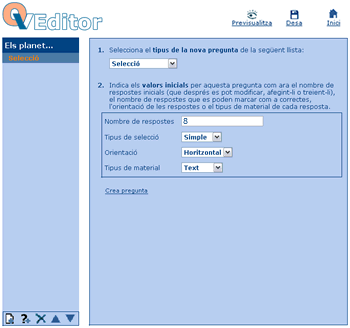 QVEditor
Previsualitza Desa Inici
Els planet...
Selecció
1. Selecciona el tipus de la nova pregunta de la següent llista:
Selecció
2. Indica els valors inicials per aquesta pregunta com ara el nombre de
respostes inicials (que després es pot modificar, afegint-li o treient-li),
el nombre de respostes que es poden marcar com a correctes,
l'orientació de les respostes o el tipus de material de cada resposta.
Nombre de respostes 8
Tipus de selecció Simple
Orientació Horitzontal
Tipus de material Text
Crea pregunta